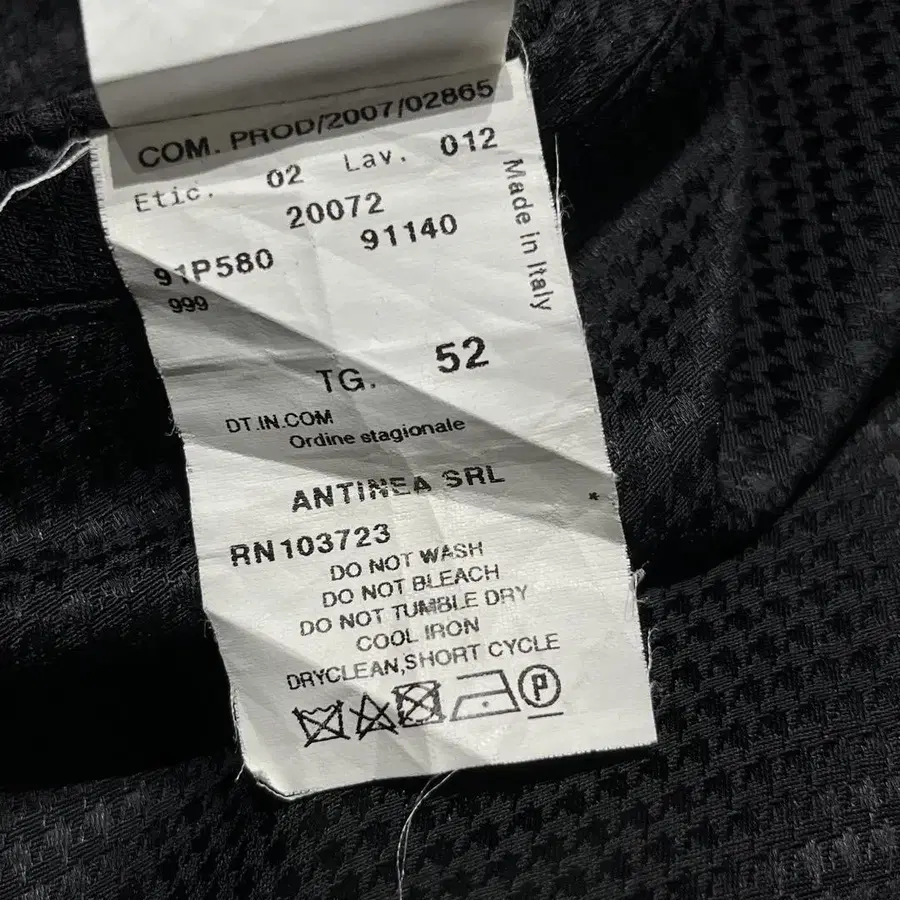 COM. PROD/2007/02865
Etic. 02 Lav. 012
20072
91P580 91140
999
Made in Italy
TG. 52
DT.IN.COM
Ordine stagionale
ANTINEA SRL
*
RN103723
DO NOT WASH
DO NOT BLEACH
DO NOT TUMBLE DRY
COOL IRON
DRYCLEAN,SHORT CYCLE
P